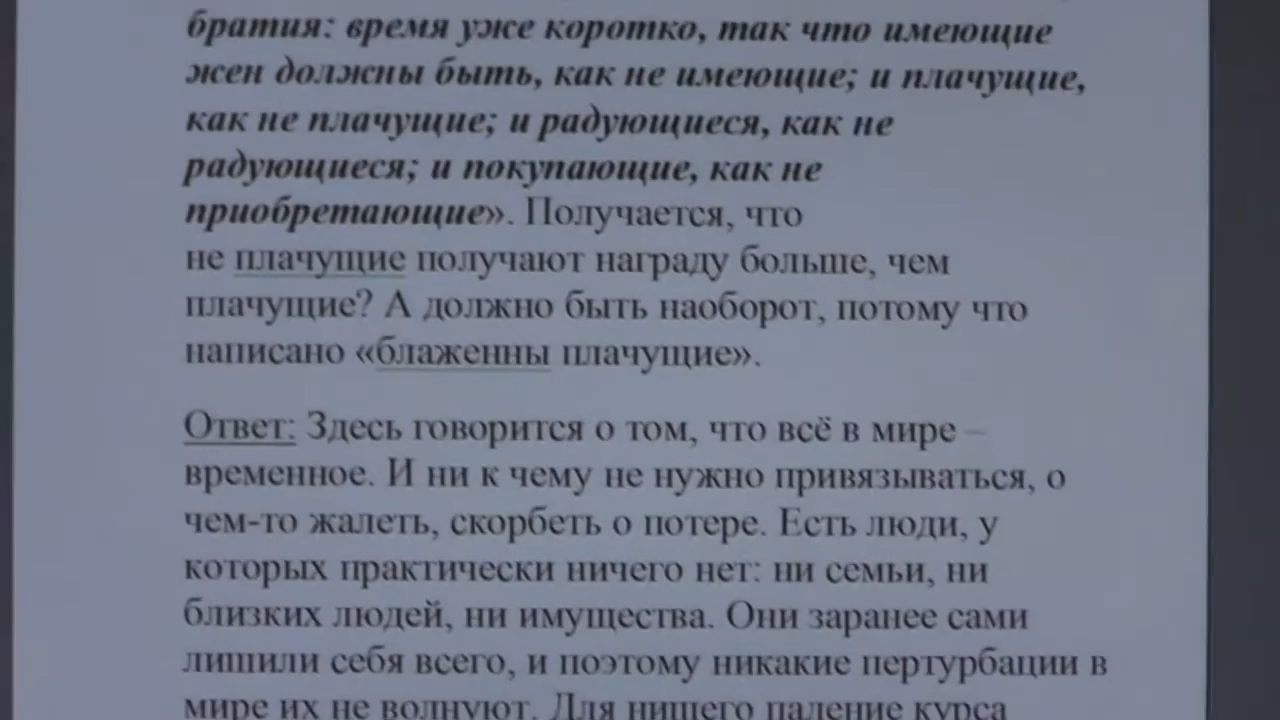 братия: время уже коротко, так что имеющие
жен должны быть, как не имеющие; и плачущие,
как не плачущие; и радующиеся, как не
радующиеся; и покупающие, как не
приобретающие». Получается, что
не плачущие получают награду больше, чем
плачущие? А должно быть наоборот, потому что
написано «блаженны плачущие».
Ответ: Здесь говорится о том, что всё в мире –
временное. И ни к чему не нужно привязываться, о
чем-то жалеть, скорбеть о потере. Есть люди, у
которых практически ничего нет: ни семьи, ни
близких людей, ни имущества. Они заранее сами
лишили себя всего, и поэтому никакие пертурбации в
мире их не волнуют. Для нищего падение курса